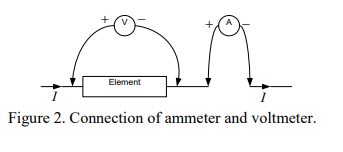 + V −
+ A −
Element
I
I
Figure 2. Connection of ammeter and voltmeter.